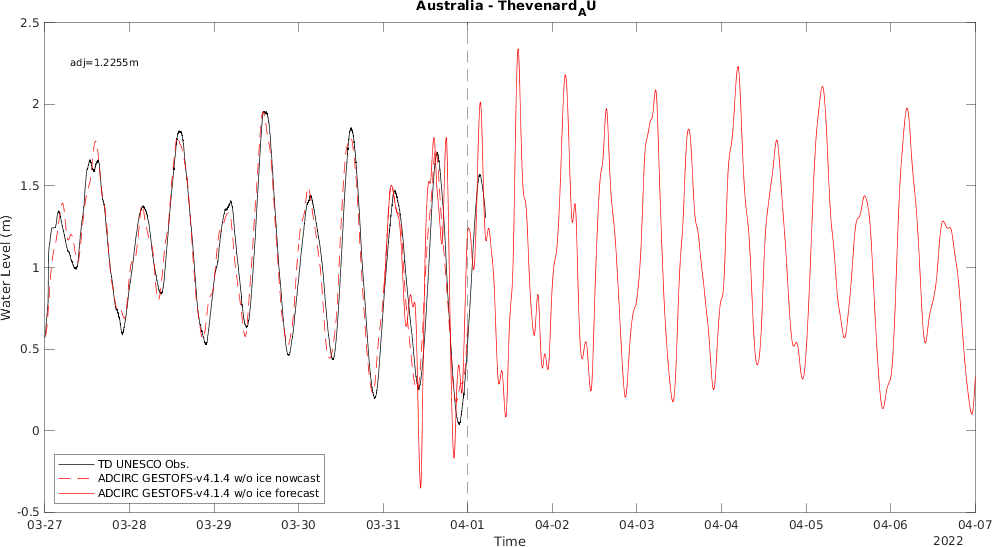 Australia - Thevenard_AU
2.5
adj=1.2255m
2
1.5
1
0.5
0
-0.5
Water Level (m)
TD UNESCO Obs.
ADCIRC GESTOFS-v4.1.4 w/o ice nowcast
ADCIRC GESTOFS-v4.1.4 w/o ice forecast
03-27 03-28 03-29 03-30 03-31 04-01 04-02 04-03 04-04 04-05 04-06 04-07
Time
2022